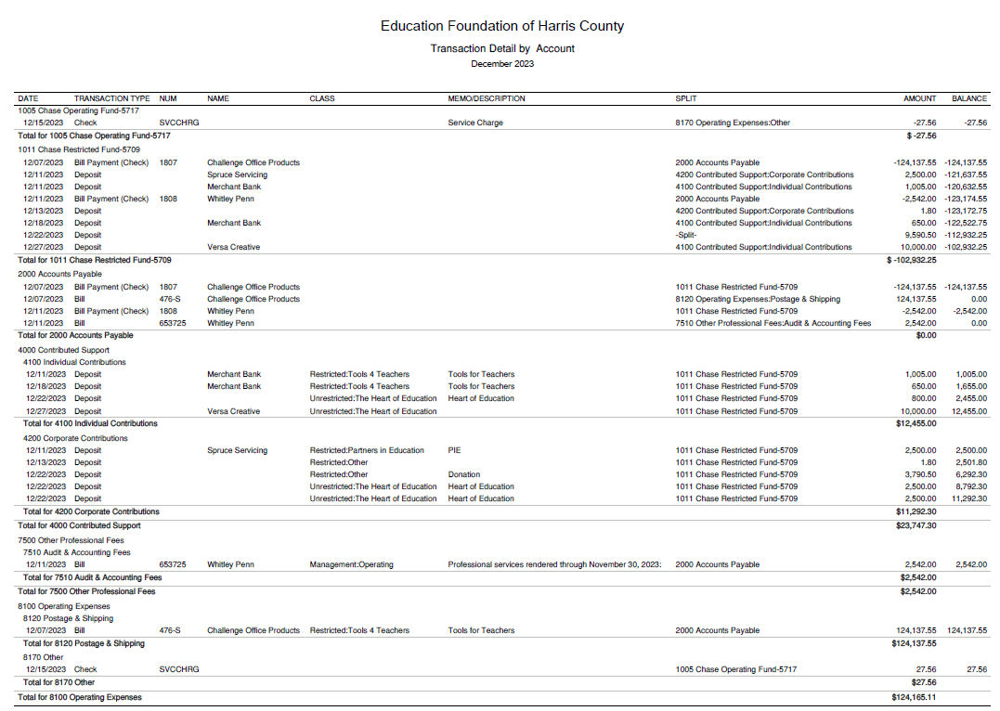 Education Foundation of Harris County
Transaction Detail by Account
December 2023
DATE TRANSACTION TYPE NUM NAME CLASS MEMO/DESCRIPTION SPLIT AMOUNT BALANCE
1005 Chase Operating Fund-5717
12/15/2023 Check SVCCHRG Service Charge 8170 Operating Expenses:Other -27.56 -27.56
Total for 1005 Chase Operating Fund-5717 $ -27.56
1011 Chase Restricted Fund-5709
12/07/2023 Bill Payment (Check) 1807 Challenge Office Products 2000 Accounts Payable -124,137.55 -124,137.55
12/11/2023 Deposit Spruce Servicing 4200 Contributed Support:Corporate Contributions 2,500.00 -121,637.55
12/11/2023 Deposit Merchant Bank 4100 Contributed Support:Individual Contributions 1,005.00 -120,632.55
12/11/2023 Bill Payment (Check) 1808 Whitley Penn 2000 Accounts Payable -2,542.00 -123,174.55
12/13/2023 Deposit 4200 Contributed Support:Corporate Contributions 1.80 -123,172.75
12/18/2023 Deposit Merchant Bank 4100 Contributed Support:Individual Contributions 650.00 -122,522.75
12/22/2023 Deposit -Split- 9,590.50 -112,932.25
12/27/2023 Deposit Versa Creative 4100 Contributed Support:Individual Contributions 10,000.00 -102,932.25
Total for 1011 Chase Restricted Fund-5709 $ -102,932.25
2000 Accounts Payable
12/07/2023 Bill Payment (Check) 1807 Challenge Office Products 1011 Chase Restricted Fund-5709 -124,137.55 -124,137.55
12/07/2023 Bill 476-S Challenge Office Products 8120 Operating Expenses:Postage & Shipping 124,137.55 0.00
12/11/2023 Bill Payment (Check) 1808 Whitley Penn 1011 Chase Restricted Fund-5709 -2,542.00 -2,542.00
12/11/2023 Bill 653725 Whitley Penn 7510 Other Professional Fees:Audit & Accounting Fees 2,542.00 0.00
Total for 2000 Accounts Payable $0.00
4000 Contributed Support
4100 Individual Contributions
12/11/2023 Deposit Merchant Bank Restricted:Tools 4 Teachers Tools for Teachers 1011 Chase Restricted Fund-5709 1,005.00 1,005.00
12/18/2023 Deposit Merchant Bank Restricted:Tools 4 Teachers Tools for Teachers 1011 Chase Restricted Fund-5709 650.00 1,655.00
12/22/2023 Deposit Unrestricted:The Heart of Education Heart of Education 1011 Chase Restricted Fund-5709 800.00 2,455.00
12/27/2023 Deposit Versa Creative Unrestricted:The Heart of Education 1011 Chase Restricted Fund-5709 10,000.00 12,455.00
Total for 4100 Individual Contributions $12,455.00
4200 Corporate Contributions
12/11/2023 Deposit Spruce Servicing Restricted:Partners in Education PIE 1011 Chase Restricted Fund-5709 2,500.00 2,500.00
12/13/2023 Deposit Restricted:Other 1011 Chase Restricted Fund-5709 1.80 2,501.80
12/22/2023 Deposit Restricted:Other Donation 1011 Chase Restricted Fund-5709 3,790.50 6,292.30
12/22/2023 Deposit Unrestricted:The Heart of Education Heart of Education 1011 Chase Restricted Fund-5709 2,500.00 8,792.30
12/22/2023 Deposit Unrestricted:The Heart of Education Heart of Education 1011 Chase Restricted Fund-5709 2,500.00 11,292.30
Total for 4200 Corporate Contributions $11,292.30
Total for 4000 Contributed Support $23,747.30
7500 Other Professional Fees
7510 Audit & Accounting Fees
12/11/2023 Bill 653725 Whitley Penn Management:Operating Professional services rendered through November 30, 2023: 2000 Accounts Payable 2,542.00 2,542.00
Total for 7510 Audit & Accounting Fees $2,542.00
Total for 7500 Other Professional Fees $2,542.00
8100 Operating Expenses
8120 Postage & Shipping
12/07/2023 Bill 476-S Challenge Office Products Restricted:Tools 4 Teachers Tools for Teachers 2000 Accounts Payable 124,137.55 124,137.55
Total for 8120 Postage & Shipping $124,137.55
8170 Other
12/15/2023 Check SVCCHRG 1005 Chase Operating Fund-5717 27.56 27.56
Total for 8170 Other $27.56
Total for 8100 Operating Expenses $124,165.11